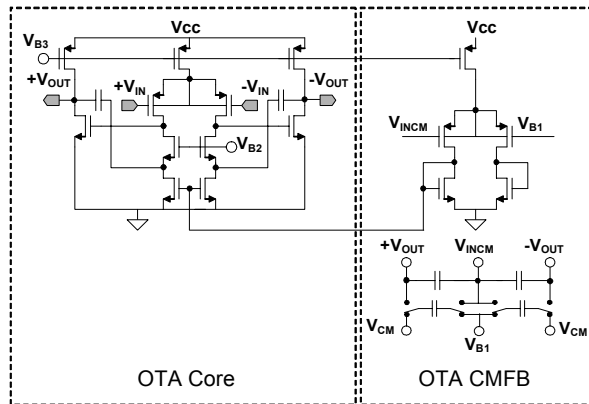 Vcc
Vcc
VB3
+VOUT
+VIN
-VIN
-VOUT
VINCM
VB1
VB2
+VOUT
VINCM
-VOUT
VCM
VB1
VCM
OTA Core
OTA CMFB